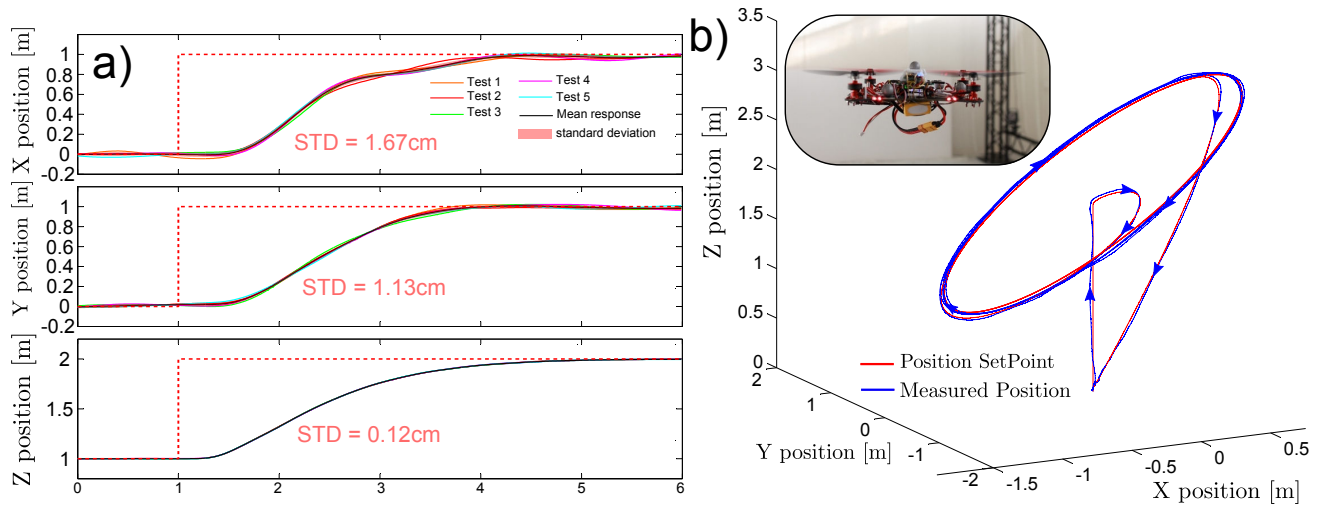 a)
X position [m]
1
0.8
0.6
0.4
0.2
0
-0.2
Test 1
Test 2
Test 3
Test 4
Test 5
Mean response
standard deviation
STD = 1.67cm
Y position [m]
1
0.8
0.6
0.4
0.2
0
-0.2
STD = 1.13cm
Z position [m]
2
1.5
1
STD = 0.12cm
0
1
2
3
4
5
6
b)
Z position [m]
3.5
3
2.5
2
1.5
1
0.5
0
Position SetPoint
Measured Position
2
1
0
-1
-2
Y position [m]
-1.5
-1
-0.5
0
0.5
X position [m]